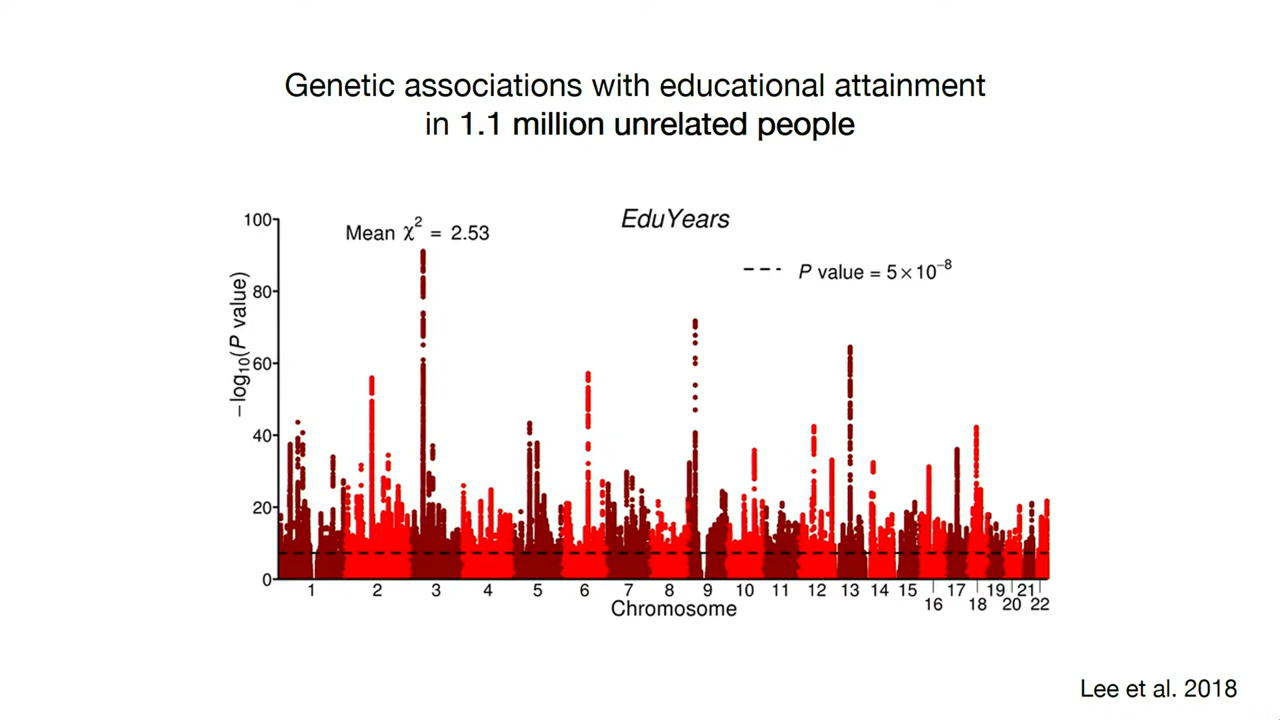 Genetic associations with educational attainment
in 1.1 million unrelated people
EduYears
Mean χ² = 2.53
P value = 5×10⁻⁸
−log₁₀(P value)
100
80
60
40
20
0
1 2 3 4 5 6 7 8 9 10 11 12 13 14 15 16 17 18 19 20 21 22
Chromosome
Lee et al. 2018